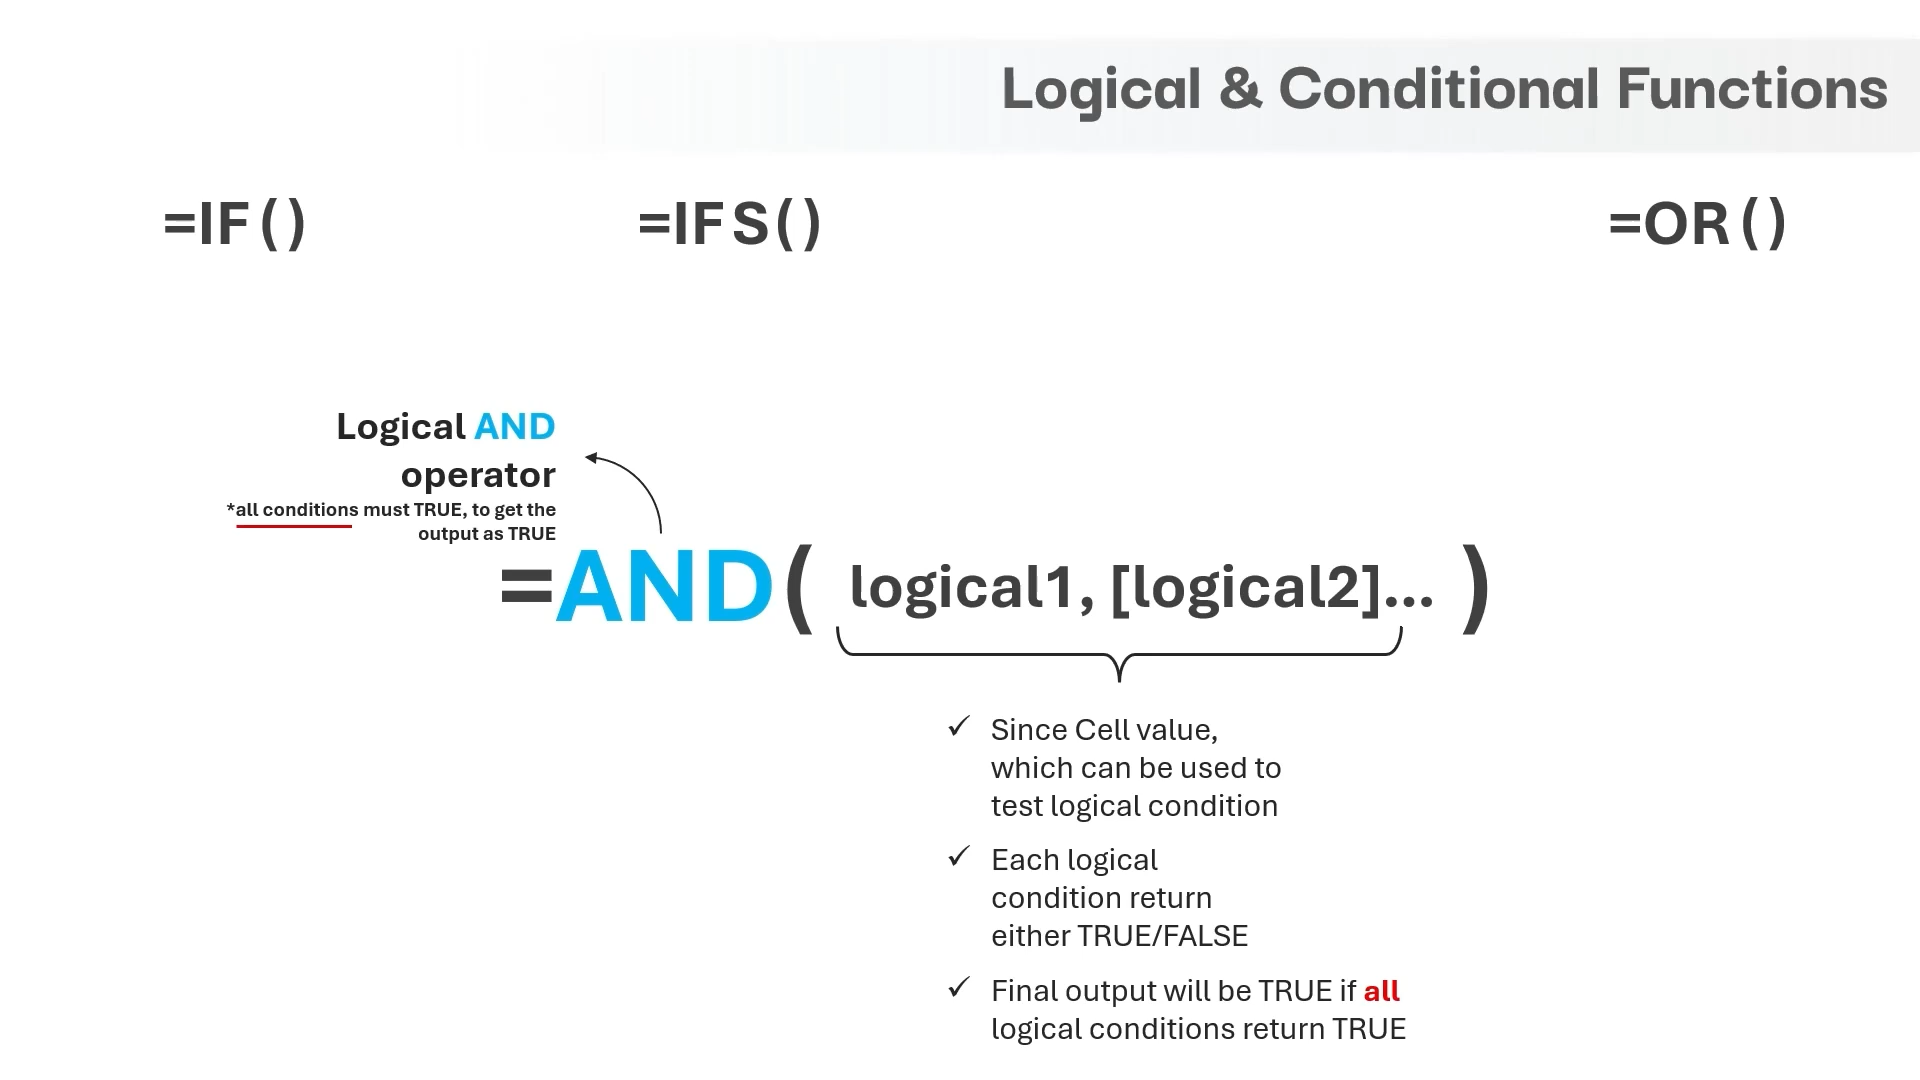 Logical & Conditional Functions
=IF()
=IFS()
=OR()
Logical AND
operator
*all conditions must TRUE, to get the
output as TRUE
=AND( logical1, [logical2]... )
✓ Since Cell value,
which can be used to
test logical condition
✓ Each logical
condition return
either TRUE/FALSE
✓ Final output will be TRUE if all
logical conditions return TRUE